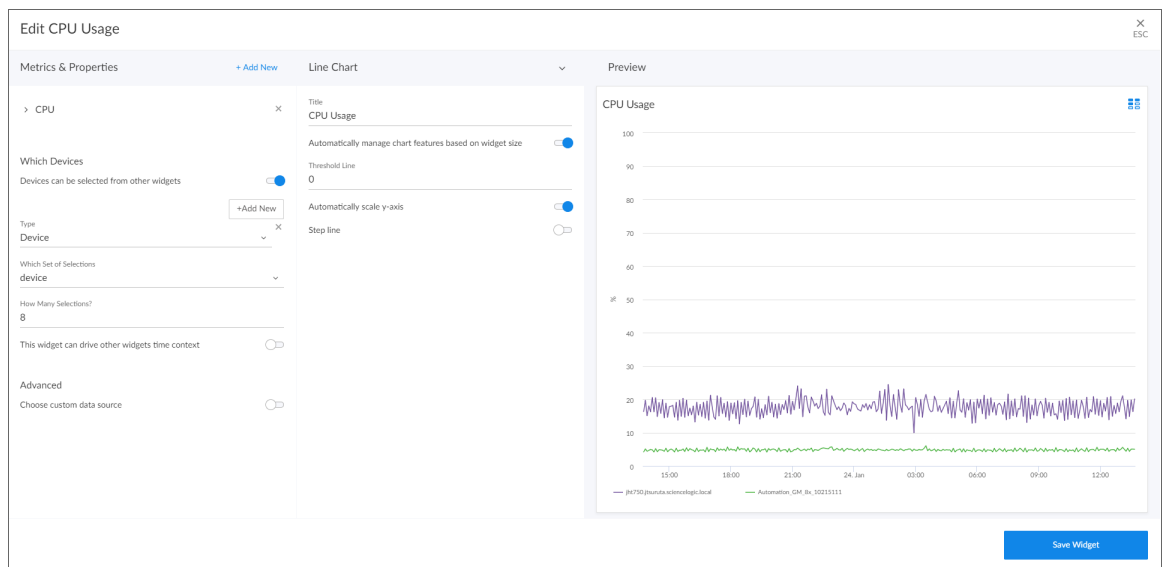 Edit CPU Usage
ESC
Metrics & Properties
+ Add New
Line Chart
Preview
CPU
Which Devices
Devices can be selected from other widgets
+Add New
Type
Device
Which Set of Selections
device
How Many Selections?
8
This widget can drive other widgets time context
Advanced
Choose custom data source
Title
CPU Usage
Automatically manage chart features based on widget size
Threshold Line
0
Automatically scale y-axis
Step line
CPU Usage
100
90
80
70
60
% 50
40
30
20
10
0
15:00 18:00 21:00 24. Jan 03:00 06:00 09:00 12:00
Automation_GM_8x_10215111
Save Widget